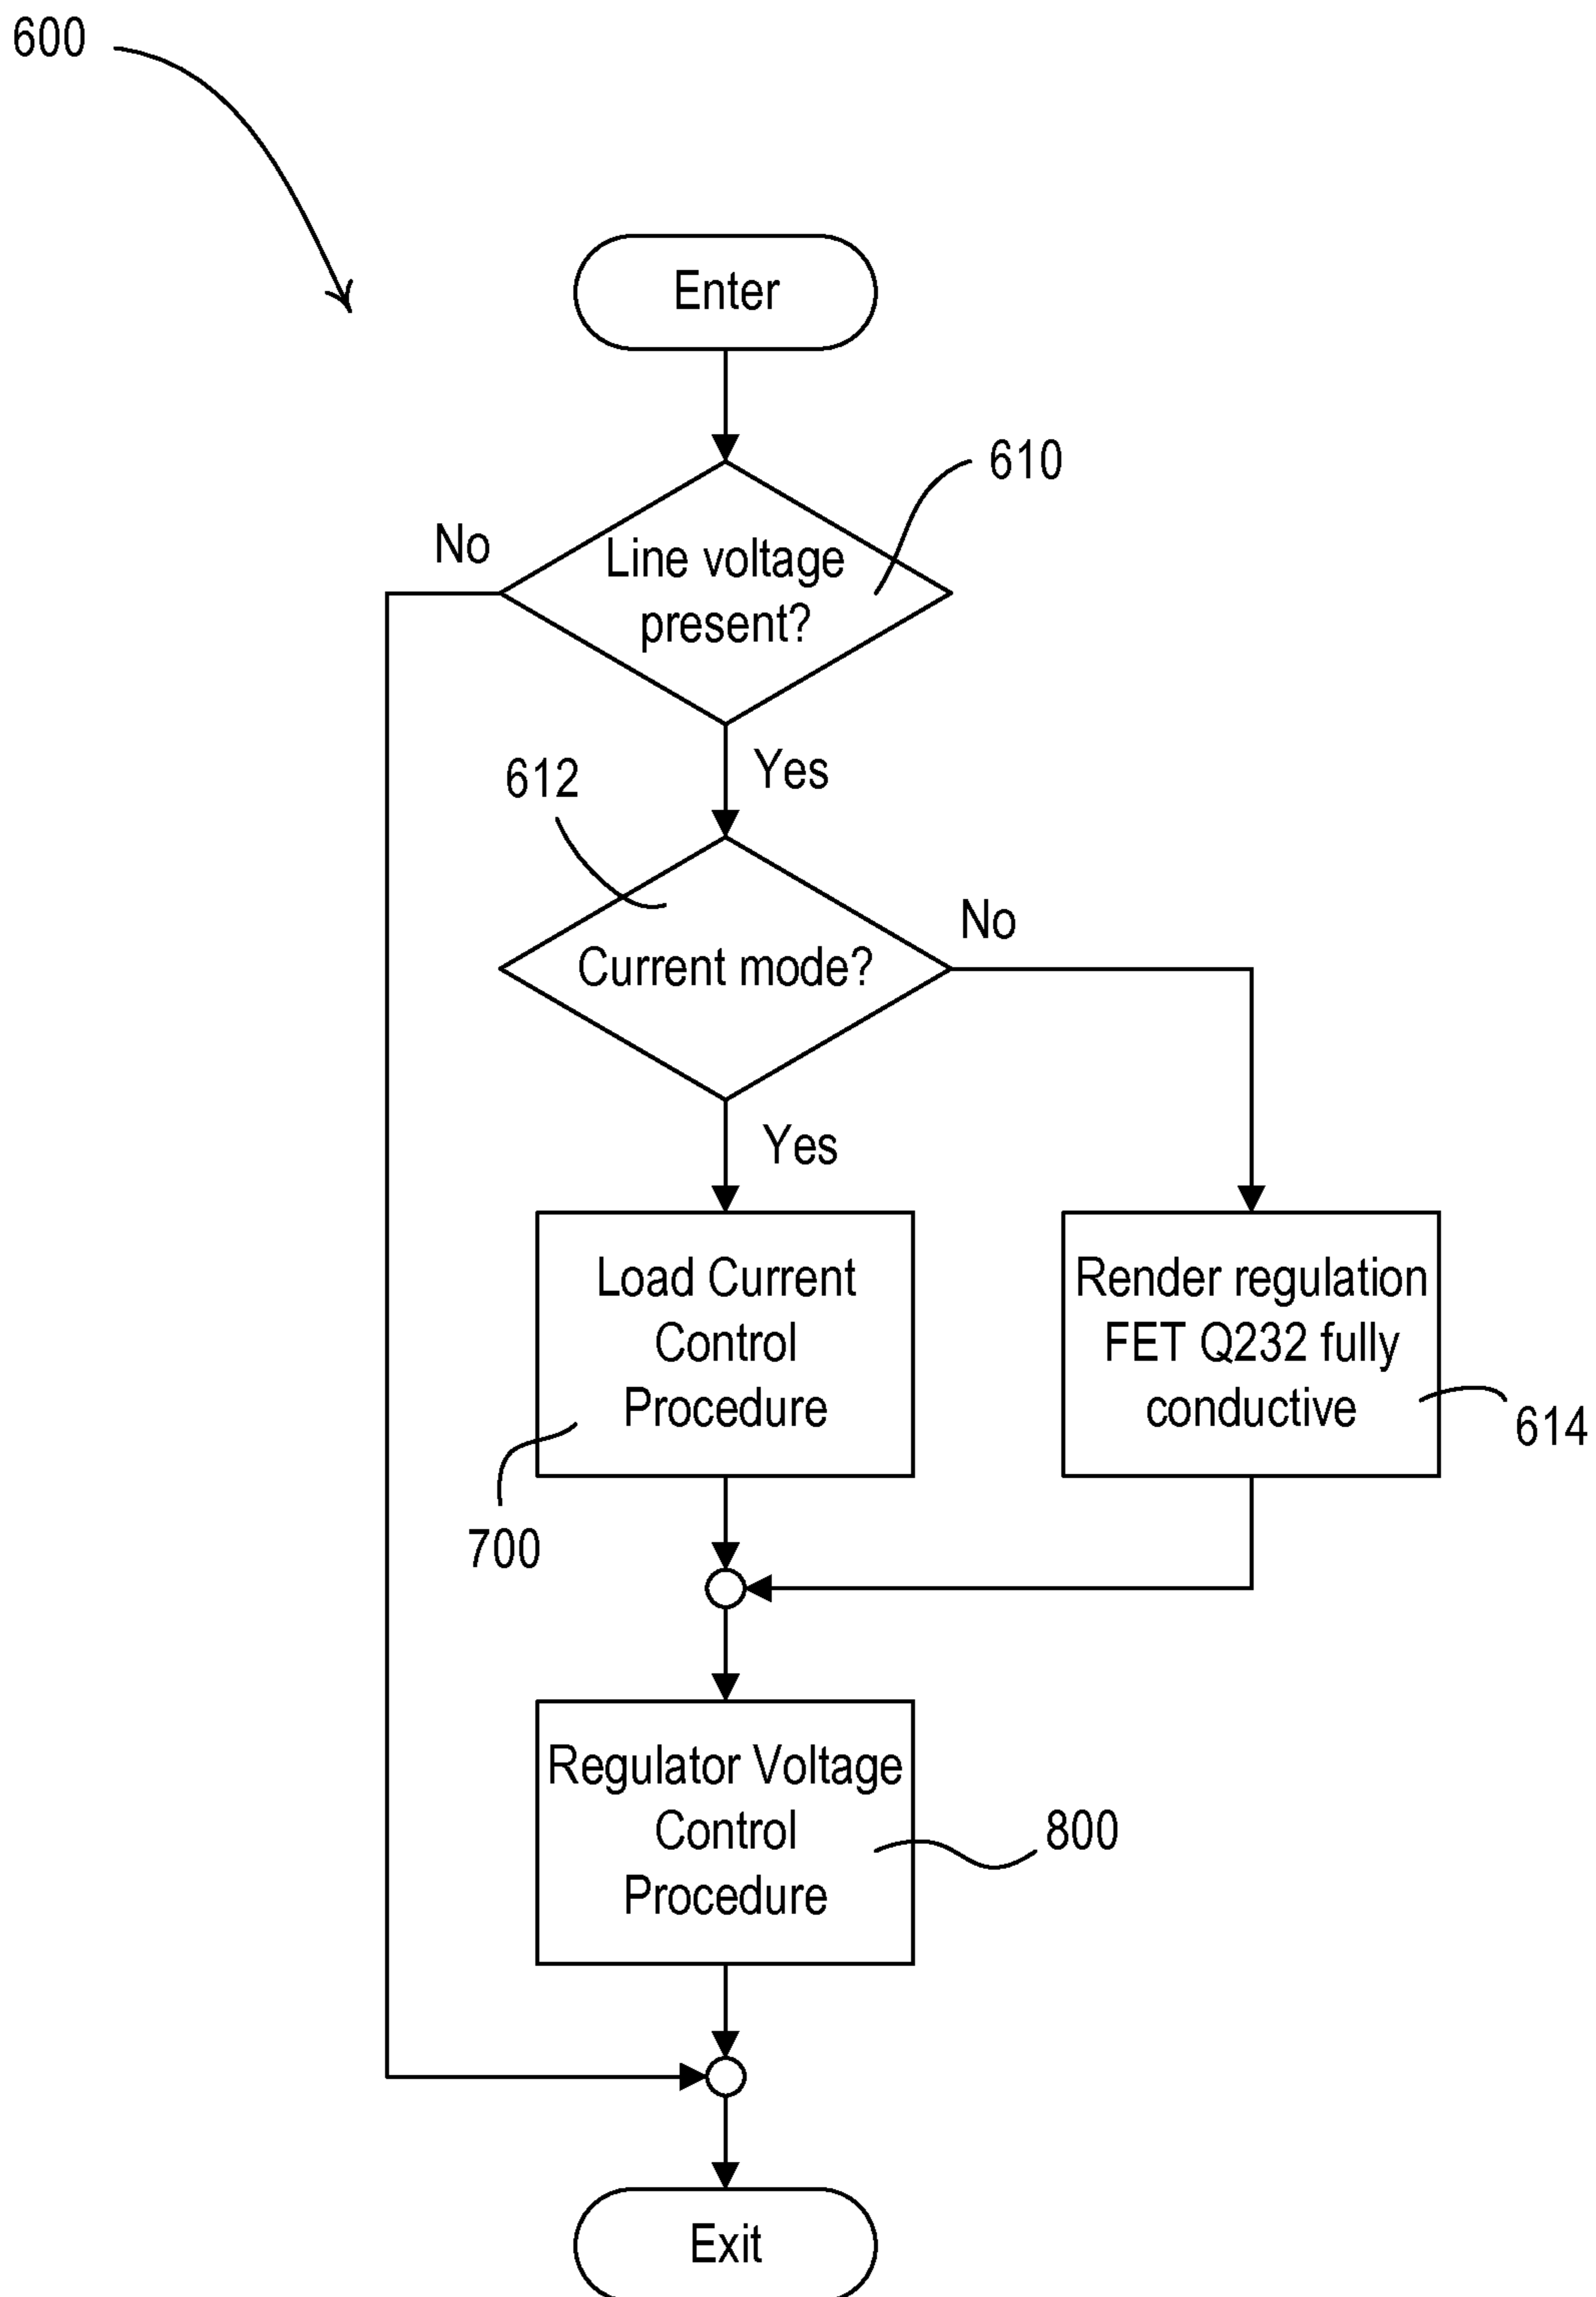 600
Enter
610
No
Line voltage
present?
612
Yes
No
Current mode?
Yes
Load Current
Control
Procedure
Render regulation
FET Q232 fully
conductive
614
700
Regulator Voltage
Control
Procedure
800
Exit